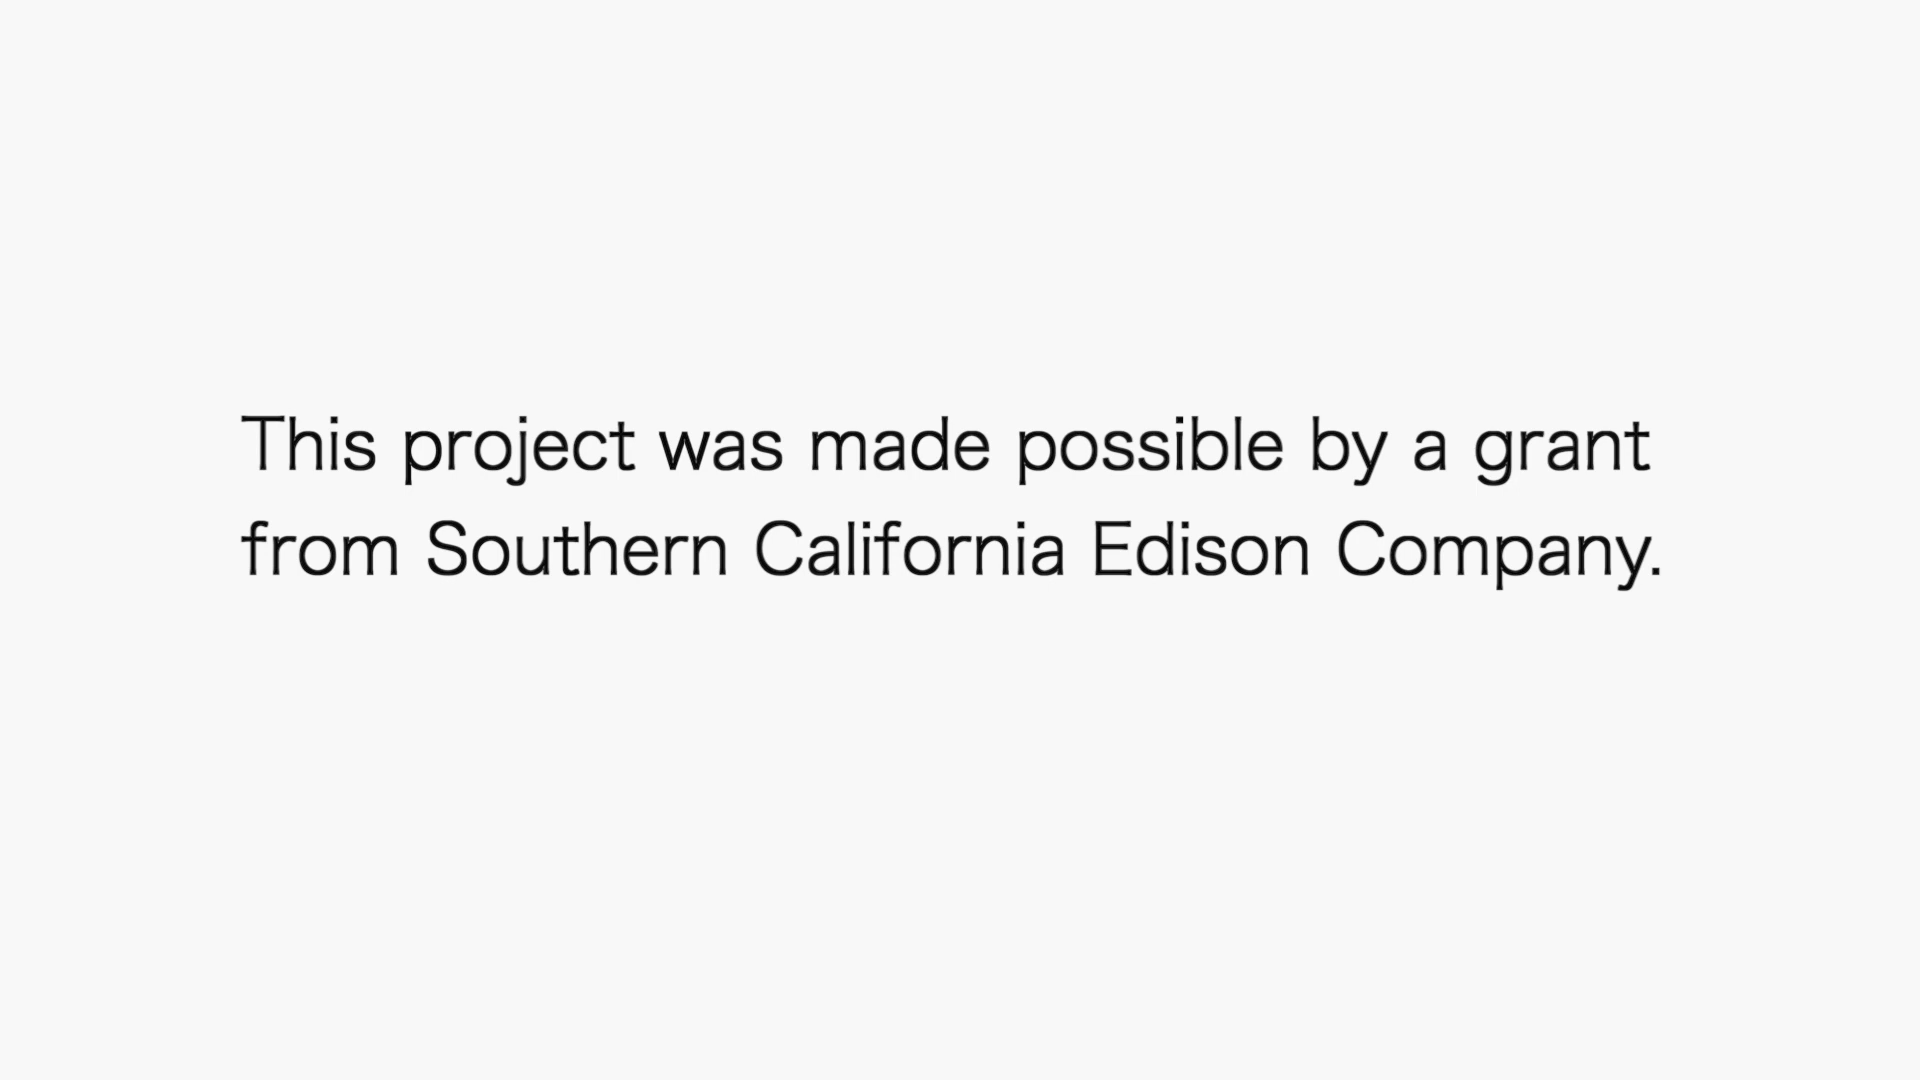 This project was made possible by a grant
from Southern California Edison Company.